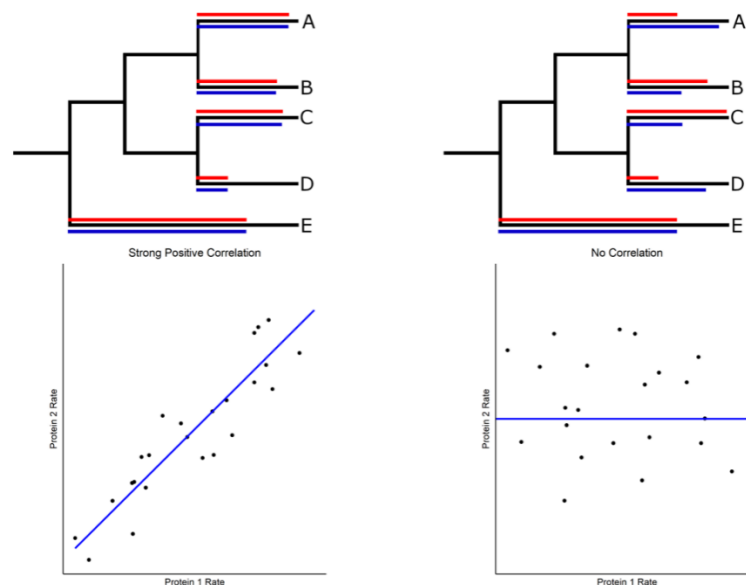 A
B
C
D
E
Strong Positive Correlation
Protein 2 Rate
Protein 1 Rate
A
B
C
D
E
No Correlation
Protein 2 Rate
Protein 1 Rate